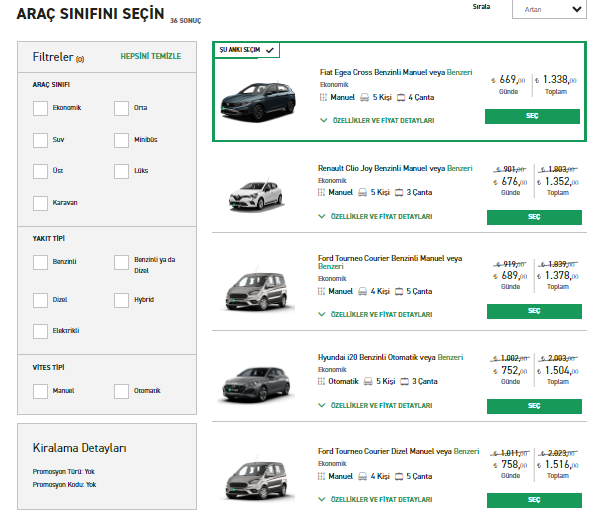 ARAÇ SINIFINI SEÇİN 36 SONUÇ
Sırala
Artan
Filtreler (0) HEPSİNİ TEMİZLE
ARAÇ SINIFI
Ekonomik Orta
Suv Minibüs
Üst Lüks
Karavan
YAKIT TİPİ
Benzinli Benzinli ya da
Dizel
Dizel Hybrid
Elektrikli
VİTES TİPİ
Manuel Otomatik
Kiralama Detayları
Promosyon Türü: Yok
Promosyon Kodu: Yok
ŞU ANKİ SEÇİM
Fiat Egea Cross Benzinli Manuel veya Benzeri
Ekonomik
Manuel 5 Kişi 4 Çanta
ÖZELLİKLER VE FİYAT DETAYLARI
₺ 669,00 ₺ 1.338,00
Günde Toplam
SEÇ
Renault Clio Joy Benzinli Manuel veya Benzeri
Ekonomik
Manuel 5 Kişi 3 Çanta
ÖZELLİKLER VE FİYAT DETAYLARI
₺ 901,00 ₺ 1.803,00
₺ 676,00 ₺ 1.352,00
Günde Toplam
SEÇ
Ford Tourneo Courier Benzinli Manuel veya
Benzeri
Ekonomik
Manuel 4 Kişi 5 Çanta
ÖZELLİKLER VE FİYAT DETAYLARI
₺ 919,00 ₺ 1.839,00
₺ 689,00 ₺ 1.378,00
Günde Toplam
SEÇ
Hyundai i20 Benzinli Otomatik veya Benzeri
Ekonomik
Otomatik 5 Kişi 3 Çanta
ÖZELLİKLER VE FİYAT DETAYLARI
₺ 1.002,00 ₺ 2.003,00
₺ 752,00 ₺ 1.504,00
Günde Toplam
SEÇ
Ford Tourneo Courier Dizel Manuel veya Benzeri
Ekonomik
Manuel 4 Kişi 5 Çanta
ÖZELLİKLER VE FİYAT DETAYLARI
₺ 1.011,00 ₺ 2.023,00
₺ 758,00 ₺ 1.516,00
Günde Toplam
SEÇ